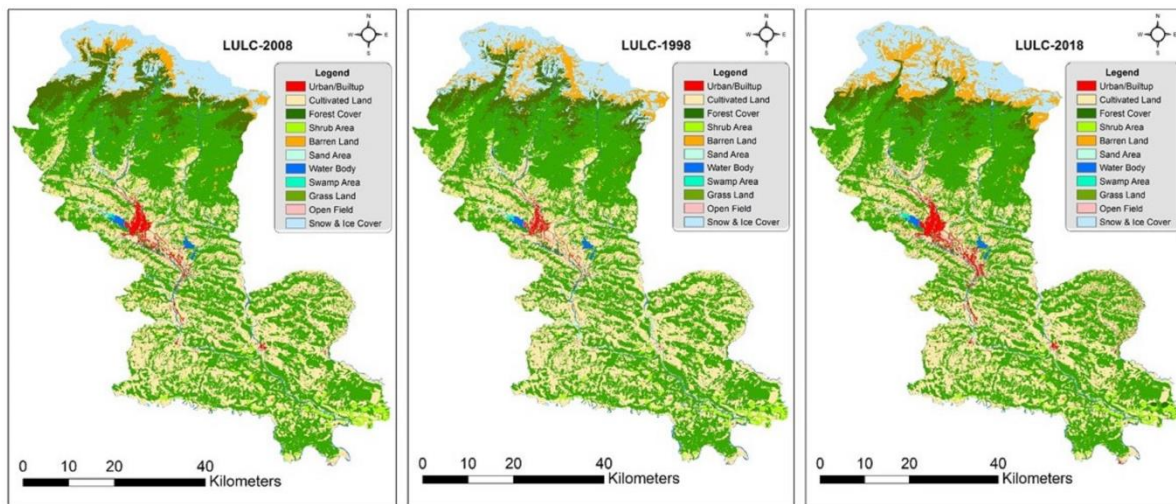 LULC-2008
N
W E
S
Legend
Urban/Builtup
Cultivated Land
Forest Cover
Shrub Area
Barren Land
Sand Area
Water Body
Swamp Area
Grass Land
Open Field
Snow & Ice Cover
0 10 20 40
Kilometers
LULC-1998
N
W E
S
Legend
Urban/Builtup
Cultivated Land
Forest Cover
Shrub Area
Barren Land
Sand Area
Water Body
Swamp Area
Grass Land
Open Field
Snow & Ice Cover
0 10 20 40
Kilometers
LULC-2018
N
W E
S
Legend
Urban/Builtup
Cultivated Land
Forest Cover
Shrub Area
Barren Land
Sand Area
Water Body
Swamp Area
Grass Land
Open Field
Snow & Ice Cover
0 10 20 40
Kilometers